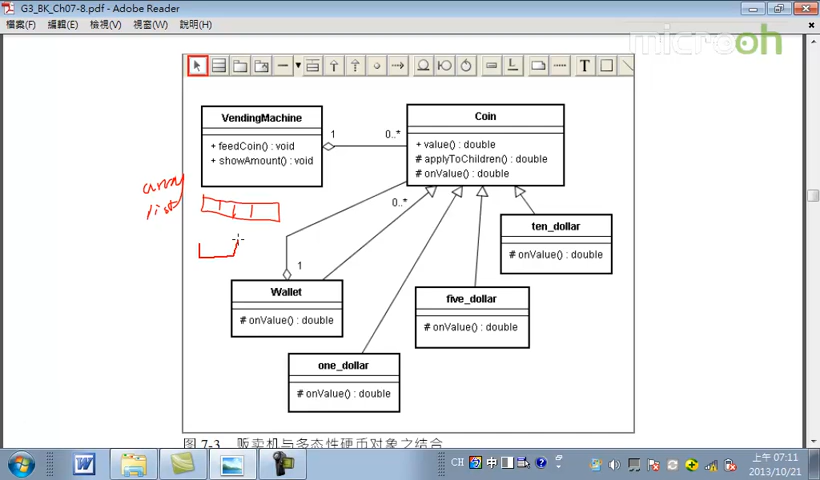 G3_BK_Ch07-8.pdf - Adobe Reader
檔案(F) 編輯(E) 檢視(V) 視窗(W) 說明(H)
microoh
T
VendingMachine
+ feedCoin() : void
+ showAmount() : void
1
0..*
Coin
+ value() : double
# applyToChildren() : double
# onValue() : double
array
list
0..*
ten_dollar
# onValue() : double
1
Wallet
# onValue() : double
five_dollar
# onValue() : double
one_dollar
# onValue() : double
图 7-3 贩卖机与多态性硬币对象之结合
W
CH 中
上午 07:11
2013/10/21